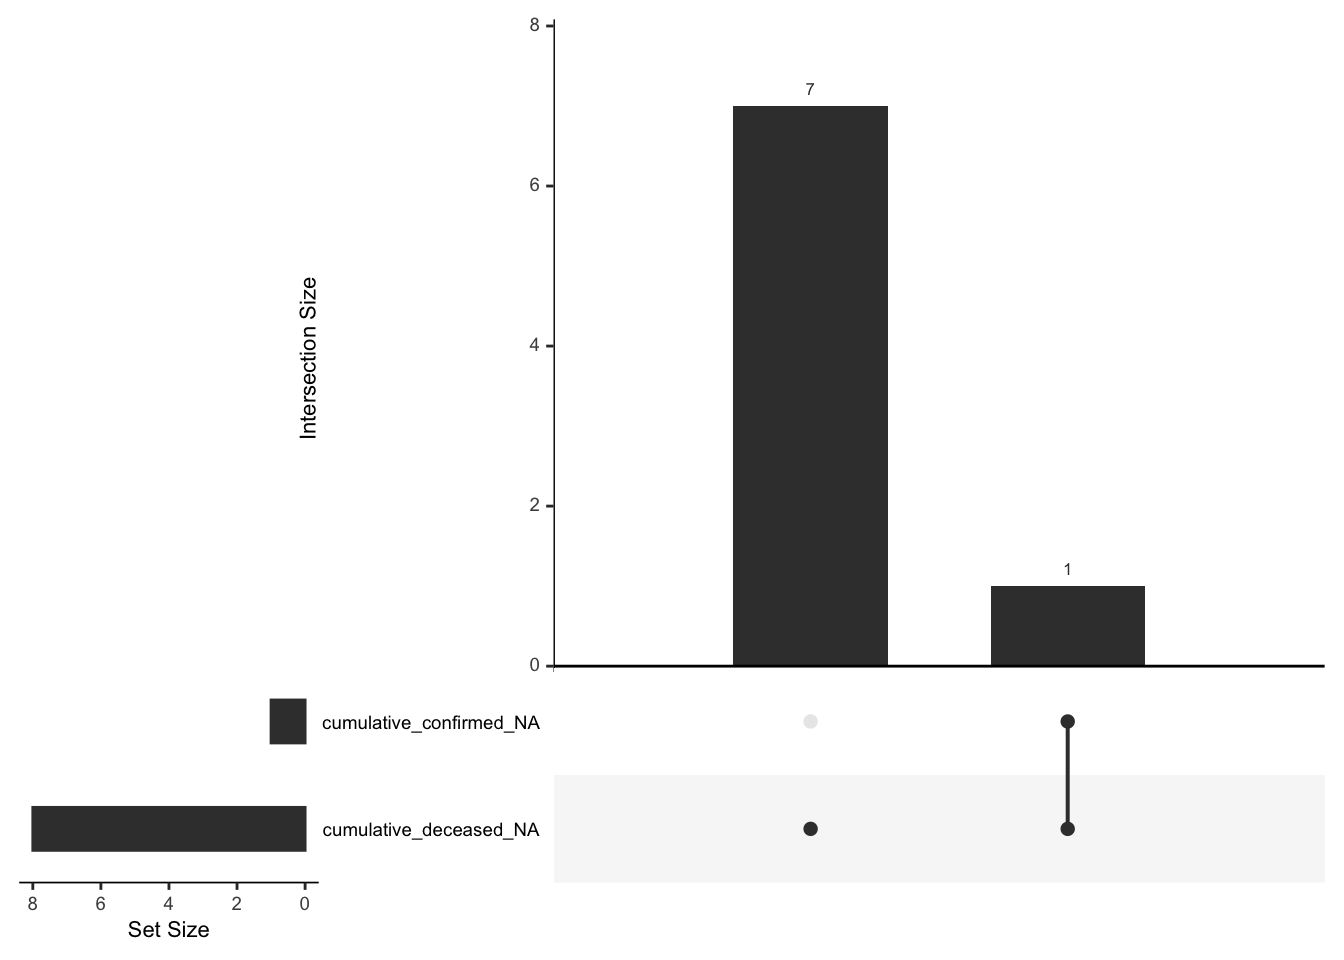 8
7
6
Intersection Size
4
2
1
0
cumulative_confirmed_NA
cumulative_deceased_NA
8 6 4 2 0
Set Size